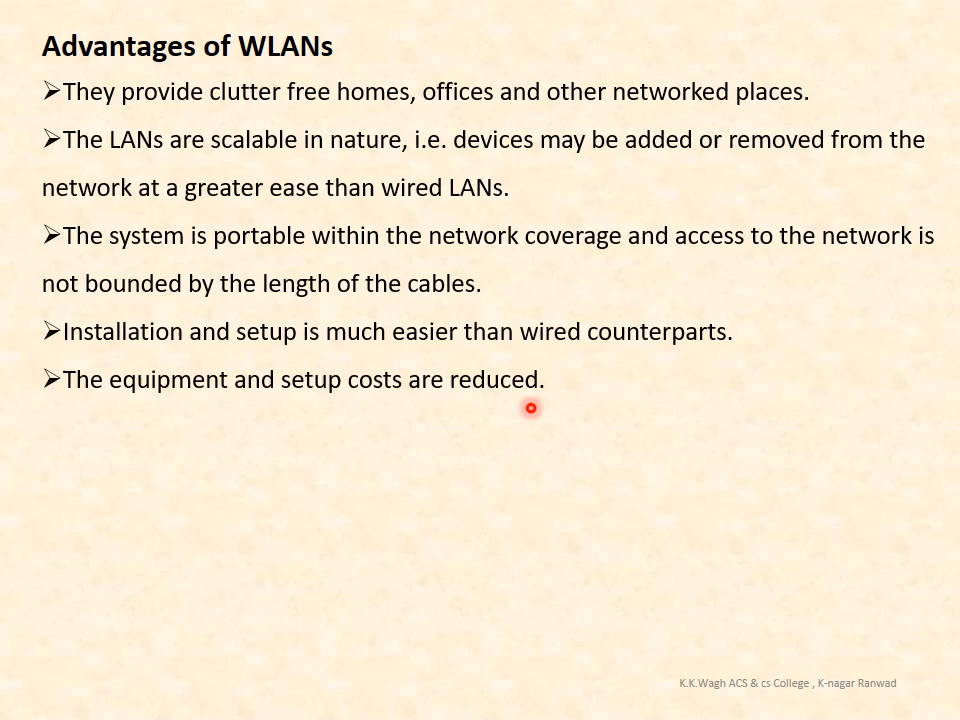 Advantages of WLANs
➢They provide clutter free homes, offices and other networked places.
➢The LANs are scalable in nature, i.e. devices may be added or removed from the
network at a greater ease than wired LANs.
➢The system is portable within the network coverage and access to the network is
not bounded by the length of the cables.
➢Installation and setup is much easier than wired counterparts.
➢The equipment and setup costs are reduced.
K.K.Wagh ACS & cs College , K-nagar Ranwad